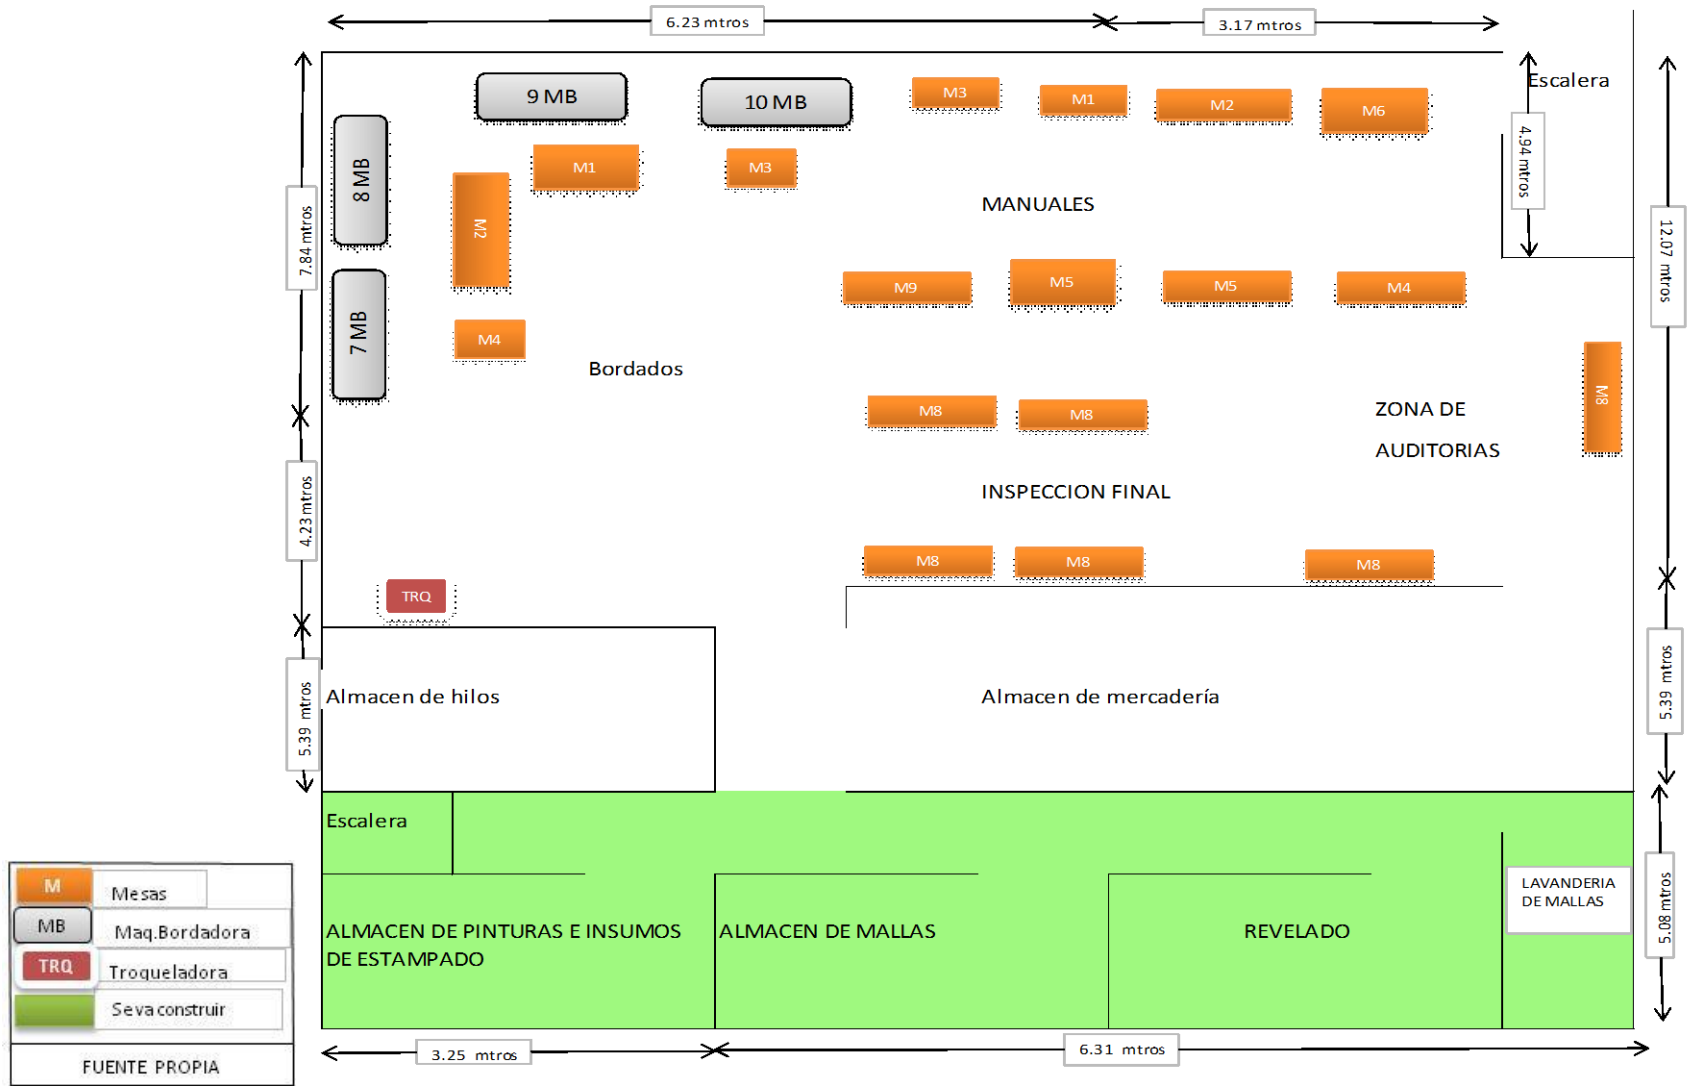 6.23 mtros
3.17 mtros
Escalera
9 MB
10 MB
M3
M1
M2
M6
8 MB
M1
M3
M2
4.94 mtros
MANUALES
7.84 mtros
12.07 mtros
M9
M5
M5
M4
7 MB
M4
Bordados
M8
M8
M8
ZONA DE
AUDITORIAS
INSPECCION FINAL
4.23 mtros
M8
M8
M8
TRQ
Almacen de hilos
Almacen de mercadería
5.39 mtros
5.39 mtros
Escalera
LAVANDERIA
DE MALLAS
ALMACEN DE PINTURAS E INSUMOS
DE ESTAMPADO
ALMACEN DE MALLAS
REVELADO
5.08 mtros
3.25 mtros
6.31 mtros
M
Mesas
MB
Maq.Bordadora
TRQ
Troqueladora
Se va construir
FUENTE PROPIA